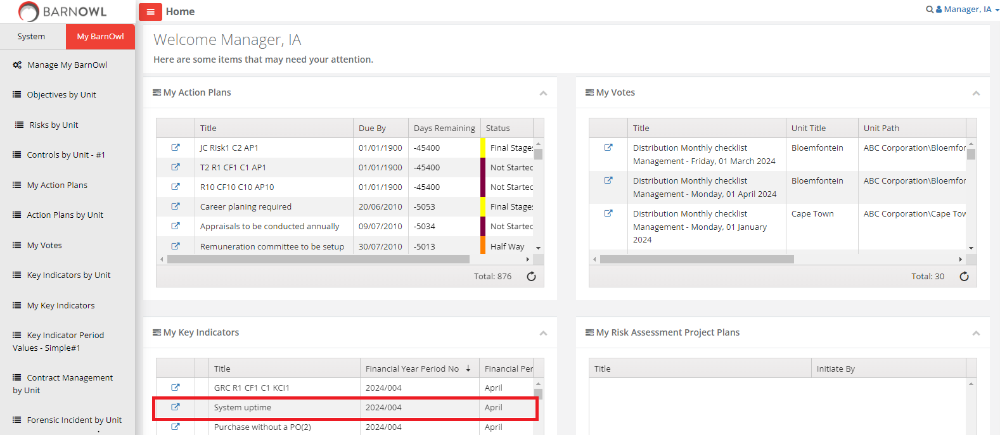 BARNOWL
Home
Manager, IA
System
My BarnOwl
Manage My BarnOwl
Objectives by Unit
Risks by Unit
Controls by Unit - #1
My Action Plans
Action Plans by Unit
My Votes
Key Indicators by Unit
My Key Indicators
Key Indicator Period
Values - Simple#1
Contract Management
by Unit
Forensic Incident by Unit
Welcome Manager, IA
Here are some items that may need your attention.
My Action Plans
Title Due By Days Remaining Status
JC Risk1 C2 AP1 01/01/1900 -45400 Final Stages
T2 R1 CF1 C1 AP1 01/01/1900 -45400 Not Started
R10 CF10 C10 AP10 01/01/1900 -45400 Not Started
Career planing required 20/06/2010 -5053 Final Stages
Appraisals to be conducted annually 09/07/2010 -5034 Not Started
Remuneration committee to be setup 30/07/2010 -5013 Half Way
Total: 876
My Votes
Title Unit Title Unit Path
Distribution Monthly checklist Bloemfontein ABC Corporation\Bloemfor
Management - Friday, 01 March 2024
Distribution Monthly checklist Bloemfontein ABC Corporation\Bloemfor
Management - Monday, 01 April 2024
Distribution Monthly checklist Cape Town ABC Corporation\Cape Tow
Management - Monday, 01 January
2024
Total: 30
My Key Indicators
Title Financial Year Period No Financial Per
GRC R1 CF1 C1 KCI1 2024/004 April
System uptime 2024/004 April
Purchase without a PO(2) 2024/004 April
My Risk Assessment Project Plans
Title Initiate By